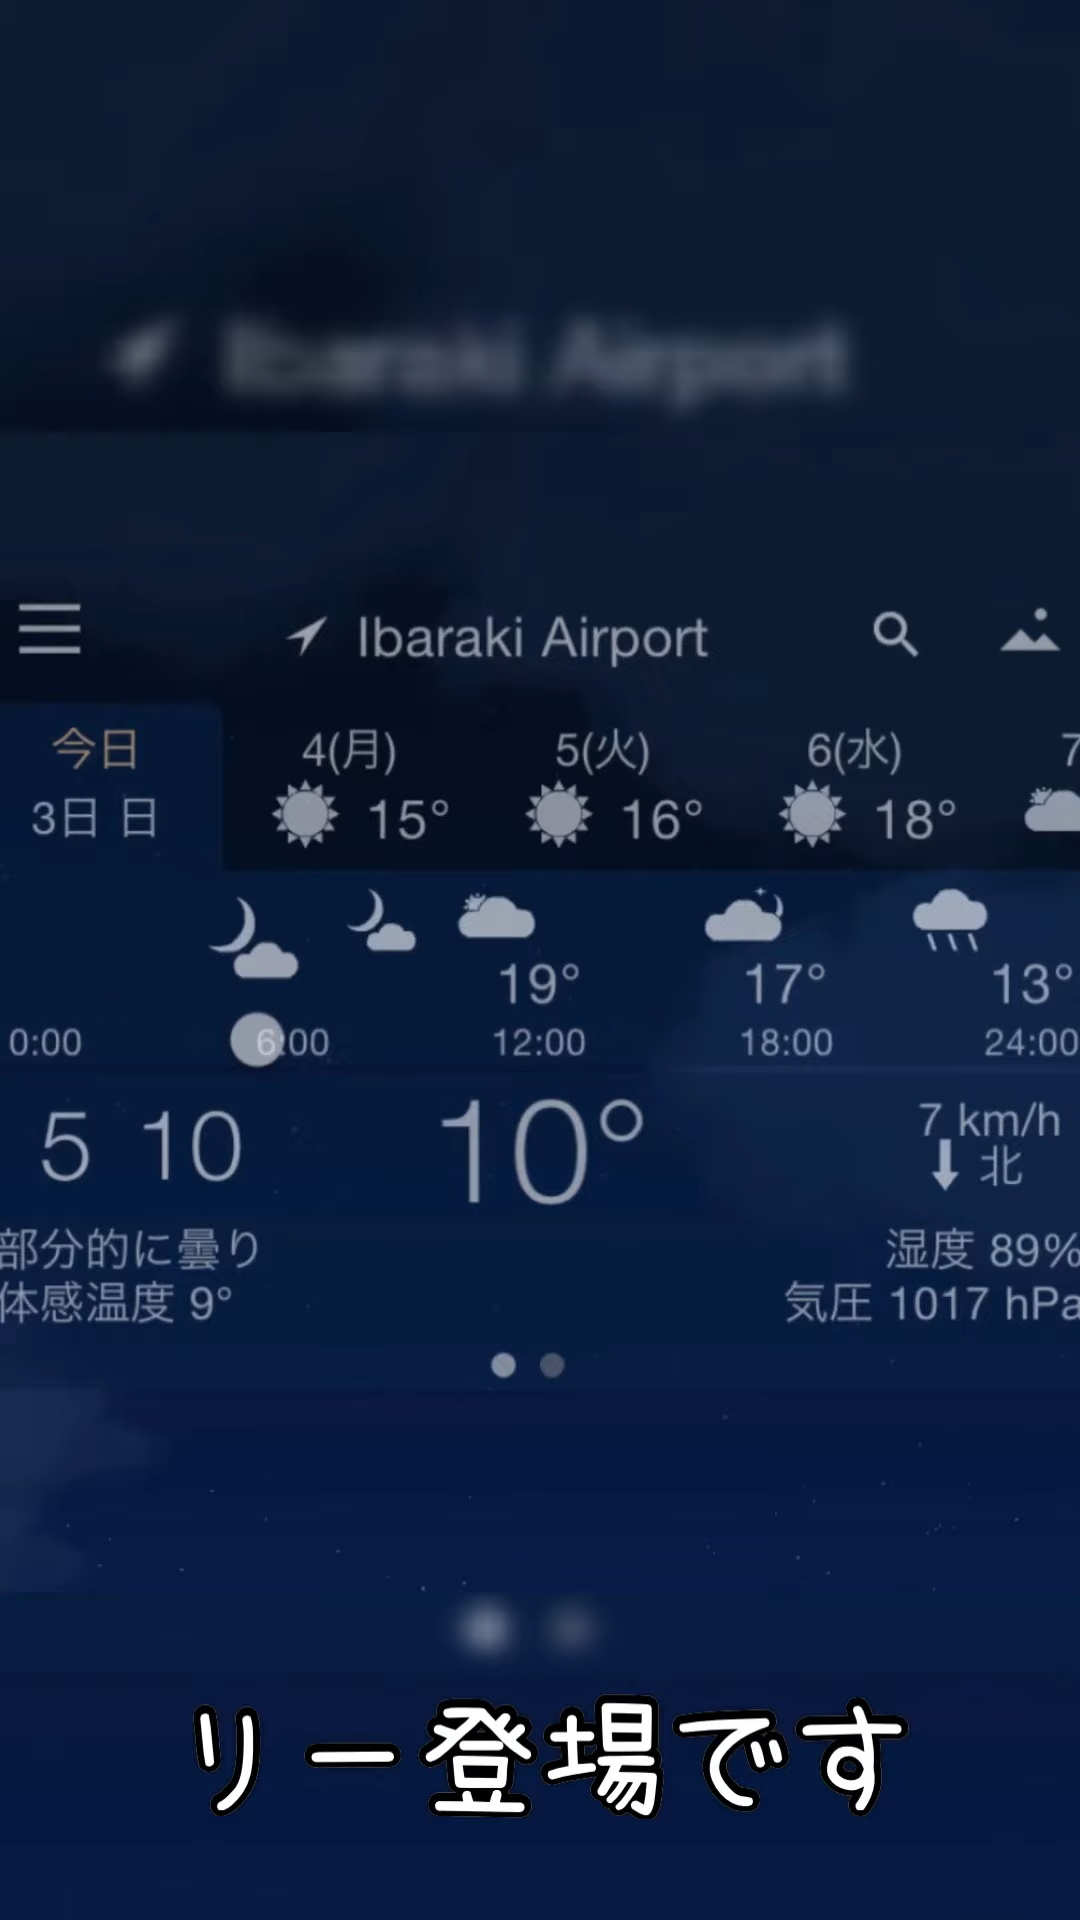 Ibaraki Airport
Ibaraki Airport
今日
3日 日
4(月)
15°
5(火)
16°
6(水)
18°
7
19°
17°
13°
0:00
6:00
12:00
18:00
24:00
5 10
10°
7 km/h
北
部分的に曇り
体感温度 9°
湿度 89%
気圧 1017 hPa
リー登場です